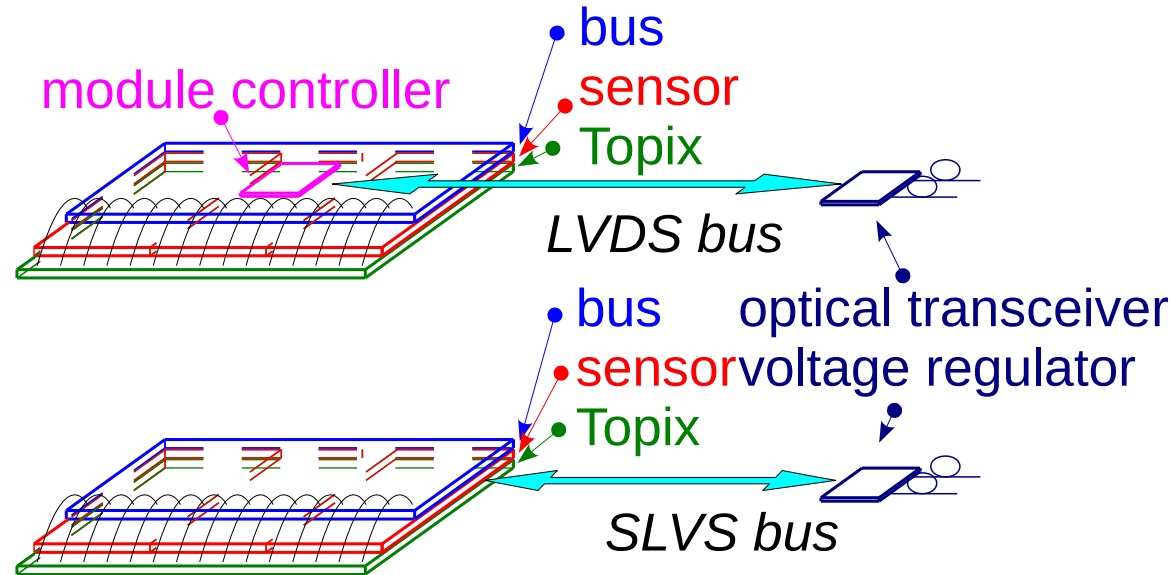 bus
module controller
sensor
Topix
LVDS bus
bus
optical transceiver
sensor
voltage regulator
Topix
SLVS bus